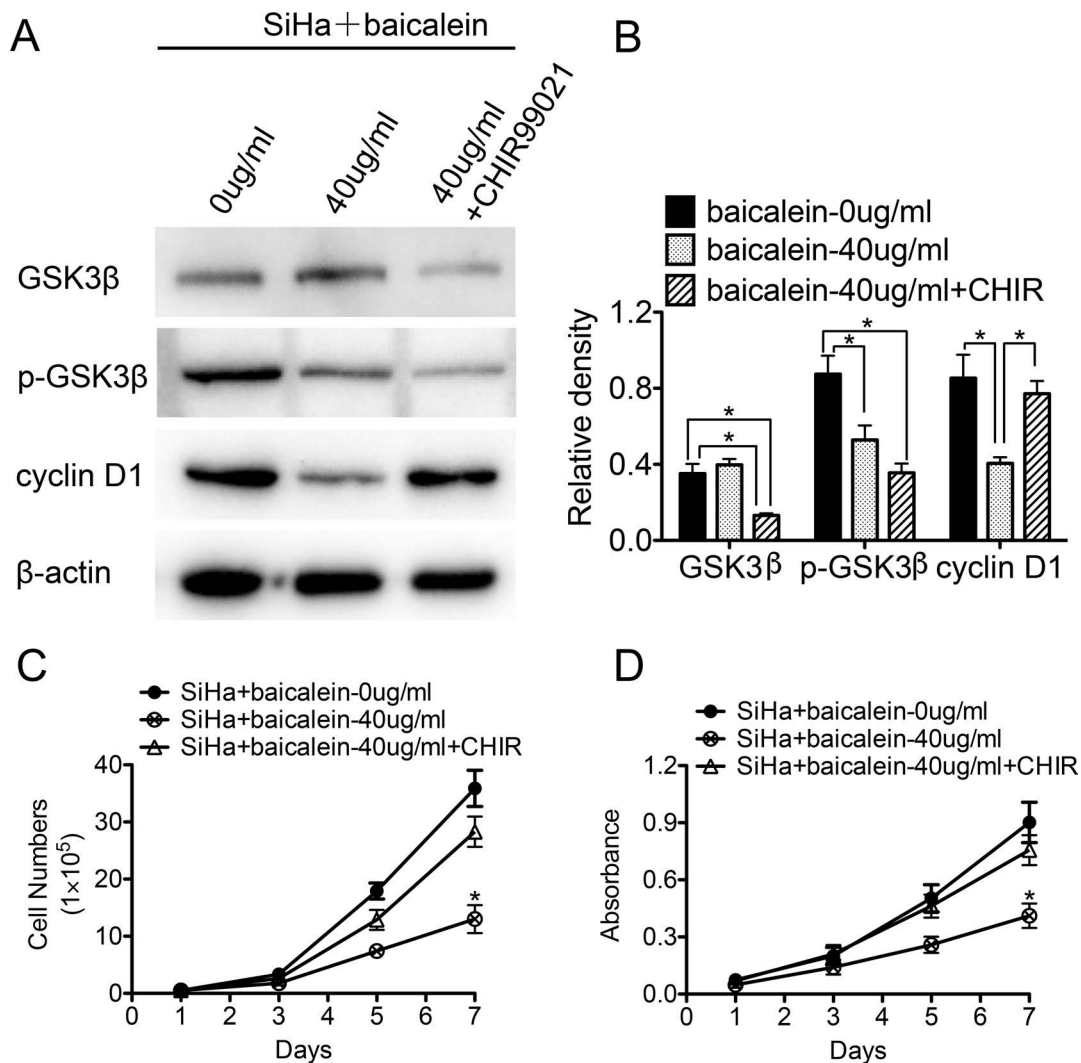 A
SiHa+baicalein
0ug/ml
40ug/ml
40ug/ml
+CHIR99021
GSK3β
p-GSK3β
cyclin D1
β-actin
B
baicalein-0ug/ml
baicalein-40ug/ml
baicalein-40ug/ml+CHIR
Relative density
1.2
0.8
0.4
0.0
* * * * * *
GSK3β p-GSK3β cyclin D1
C
SiHa+baicalein-0ug/ml
SiHa+baicalein-40ug/ml
SiHa+baicalein-40ug/ml+CHIR
Cell Numbers
(1×10⁵)
40
30
20
10
0
*
0 1 2 3 4 5 6 7
Days
D
SiHa+baicalein-0ug/ml
SiHa+baicalein-40ug/ml
SiHa+baicalein-40ug/ml+CHIR
Absorbance
1.2
0.9
0.6
0.3
0.0
*
0 1 2 3 4 5 6 7
Days